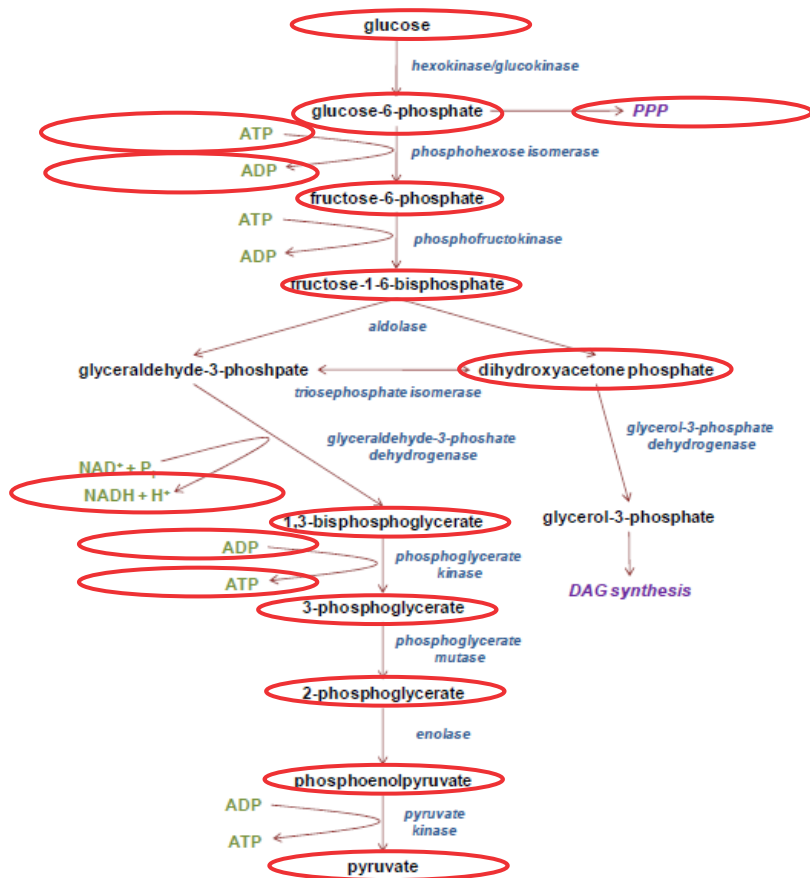 glucose
hexokinase/glucokinase
glucose-6-phosphate
PPP
ATP
phosphohexose isomerase
ADP
fructose-6-phosphate
ATP
phosphofructokinase
ADP
fructose-1-6-bisphosphate
aldolase
glyceraldehyde-3-phoshpate
dihydroxyacetone phosphate
triosephosphate isomerase
glyceraldehyde-3-phoshate
dehydrogenase
glycerol-3-phosphate
dehydrogenase
NAD⁺ + Pᵢ
NADH + H⁺
1,3-bisphosphoglycerate
glycerol-3-phosphate
ADP
phosphoglycerate
kinase
ATP
DAG synthesis
3-phosphoglycerate
phosphoglycerate
mutase
2-phosphoglycerate
enolase
phosphoenolpyruvate
ADP
pyruvate
kinase
ATP
pyruvate